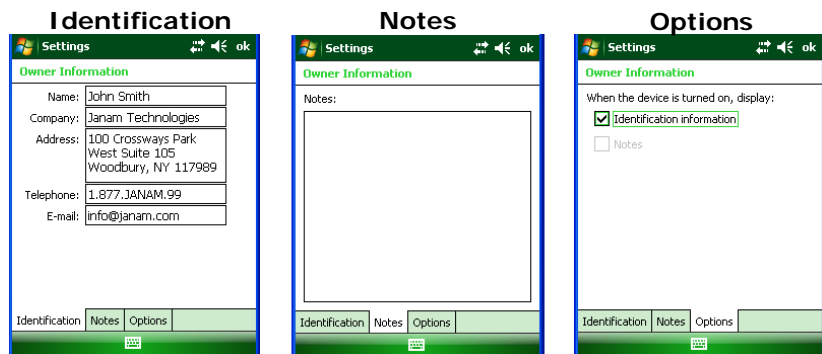 Identification
Settings ok
Owner Information
Name: John Smith
Company: Janam Technologies
Address: 100 Crossways Park
West Suite 105
Woodbury, NY 117989
Telephone: 1.877.JANAM.99
E-mail: info@janam.com
Identification Notes Options
Notes
Settings ok
Owner Information
Notes:
Identification Notes Options
Options
Settings ok
Owner Information
When the device is turned on, display:
Identification information
Notes
Identification Notes Options